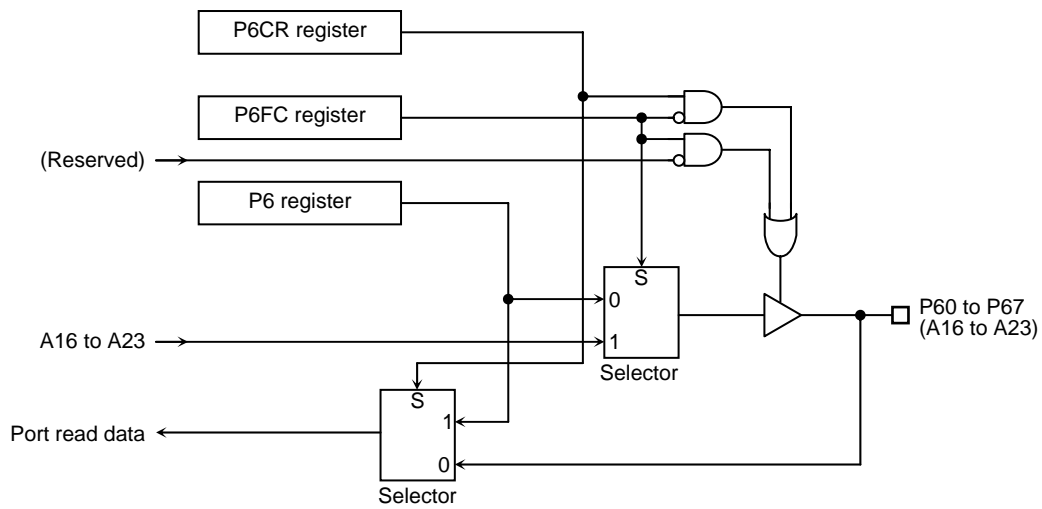 P6CR register
P6FC register
(Reserved)
P6 register
S
0
P60 to P67
(A16 to A23)
A16 to A23
1
Selector
S
1
Port read data
0
Selector